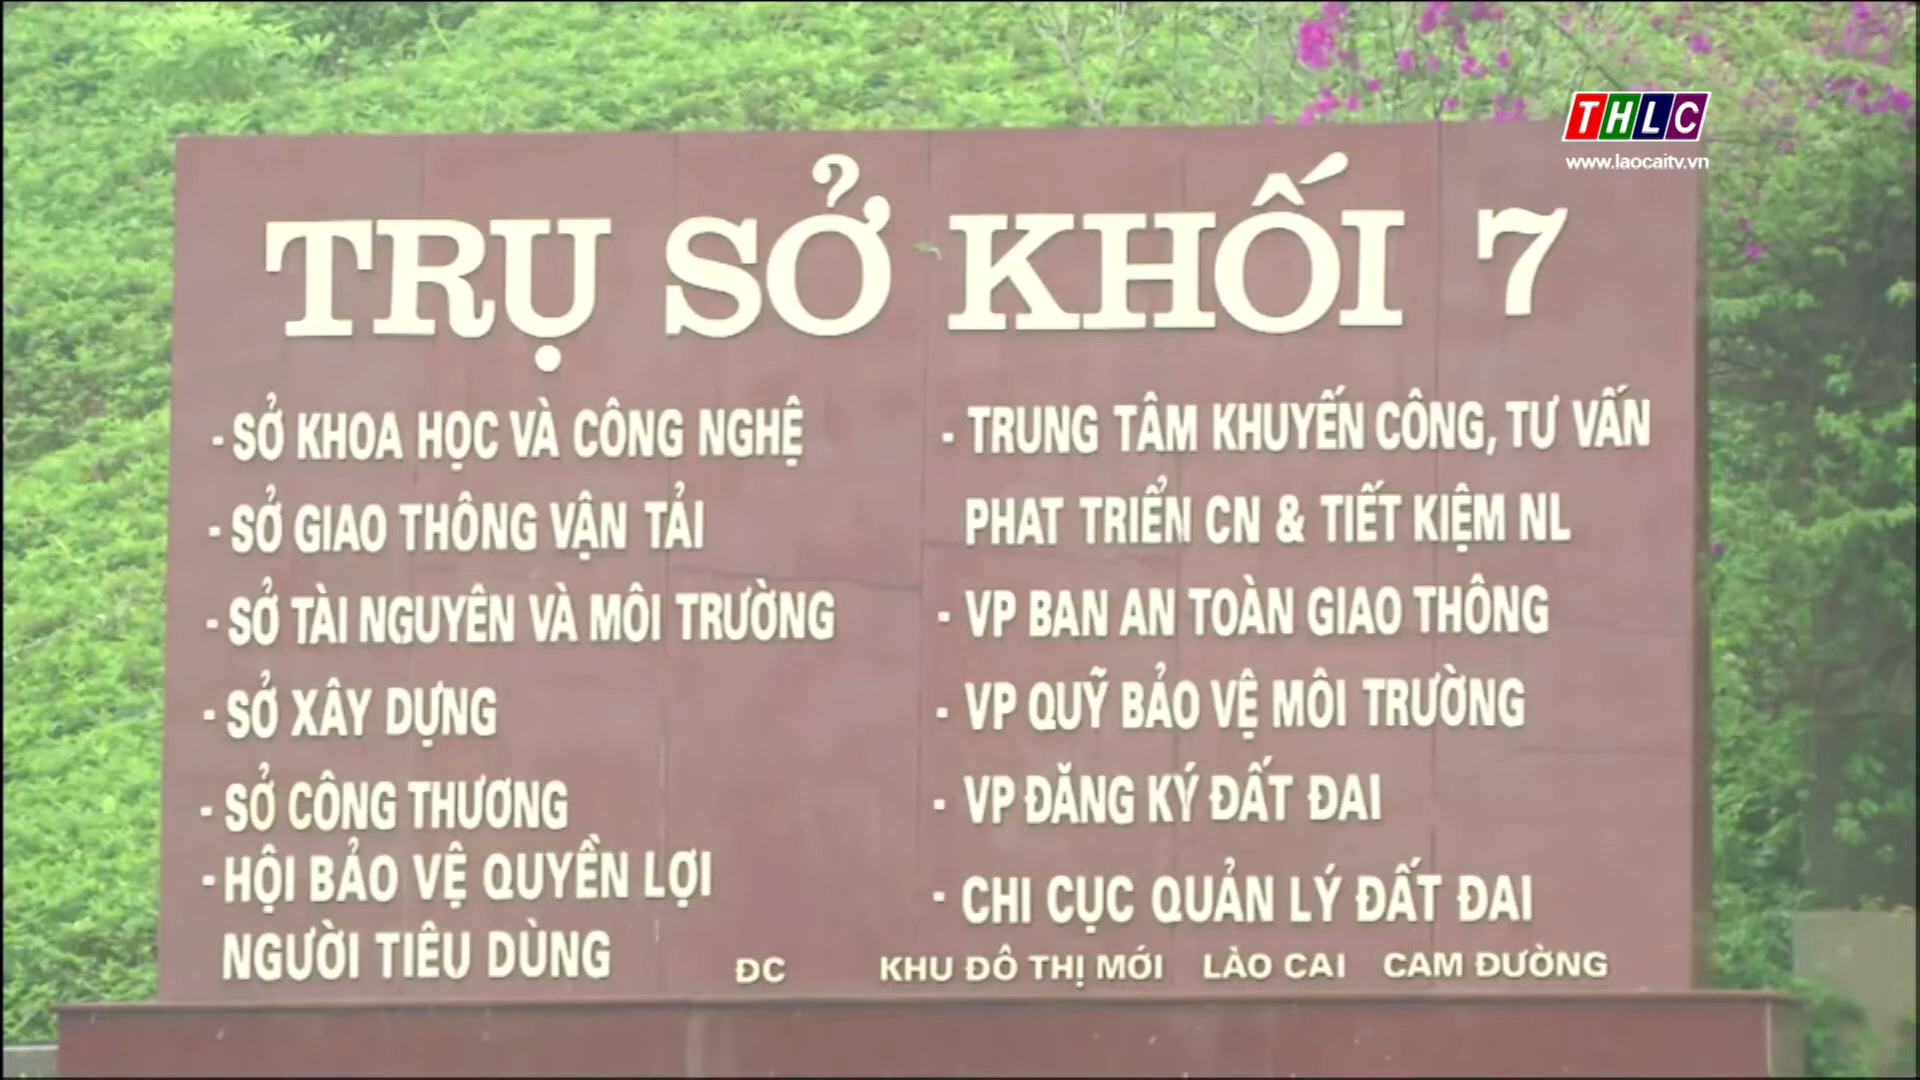 THLC
www.laocaitv.vn
TRỤ SỞ KHỐI 7
- SỞ KHOA HỌC VÀ CÔNG NGHỆ
- SỞ GIAO THÔNG VẬN TẢI
- SỞ TÀI NGUYÊN VÀ MÔI TRƯỜNG
- SỞ XÂY DỰNG
- SỞ CÔNG THƯƠNG
- HỘI BẢO VỆ QUYỀN LỢI
NGƯỜI TIÊU DÙNG
- TRUNG TÂM KHUYẾN CÔNG, TƯ VẤN
PHAT TRIỂN CN & TIẾT KIỆM NL
- VP BAN AN TOÀN GIAO THÔNG
- VP QUỸ BẢO VỆ MÔI TRƯỜNG
- VP ĐĂNG KÝ ĐẤT ĐAI
- CHI CỤC QUẢN LÝ ĐẤT ĐAI
ĐC KHU ĐÔ THỊ MỚI LÀO CAI CAM ĐƯỜNG